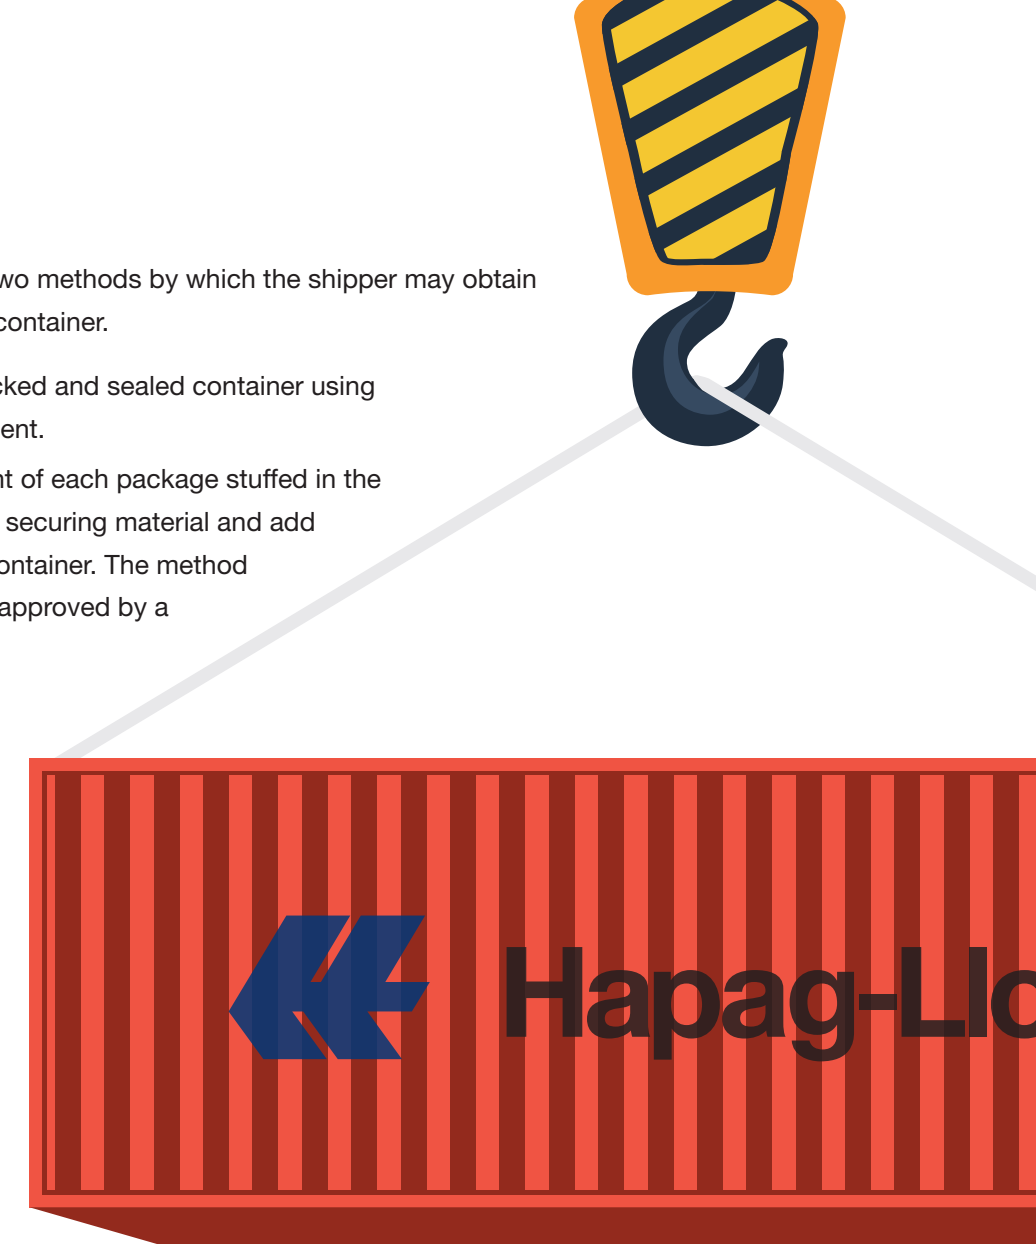 wo methods by which the shipper may obtain
container.
cked and sealed container using
ent.
nt of each package stuffed in the
securing material and add
ontainer. The method
approved by a
Hapag-Llo